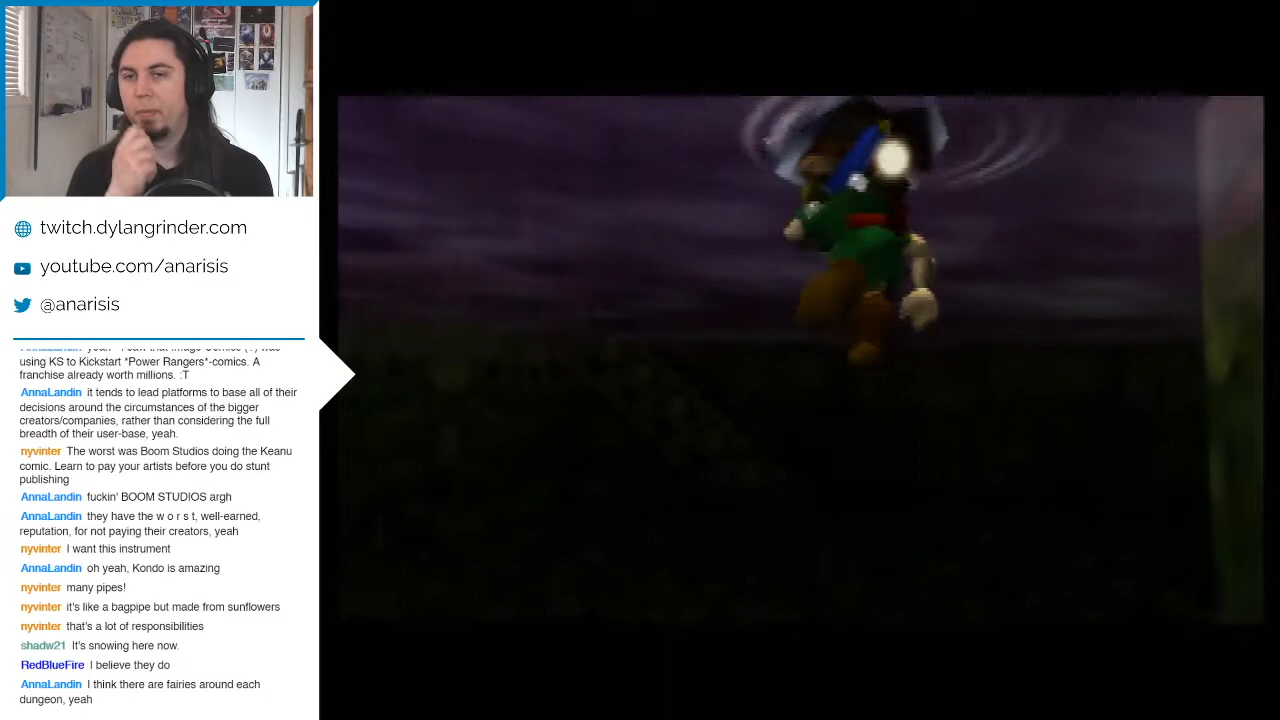 twitch.dylangrinder.com
youtube.com/anarisis
@anarisis
using KS to Kickstart *Power Rangers*-comics. A
franchise already worth millions. :T
AnnaLandin it tends to lead platforms to base all of their
decisions around the circumstances of the bigger
creators/companies, rather than considering the full
breadth of their user-base, yeah.
nyvinter The worst was Boom Studios doing the Keanu
comic. Learn to pay your artists before you do stunt
publishing
AnnaLandin fuckin' BOOM STUDIOS argh
AnnaLandin they have the w o r s t, well-earned,
reputation, for not paying their creators, yeah
nyvinter I want this instrument
AnnaLandin oh yeah, Kondo is amazing
nyvinter many pipes!
nyvinter it's like a bagpipe but made from sunflowers
nyvinter that's a lot of responsibilities
shadw21 It's snowing here now.
RedBlueFire I believe they do
AnnaLandin I think there are fairies around each
dungeon, yeah